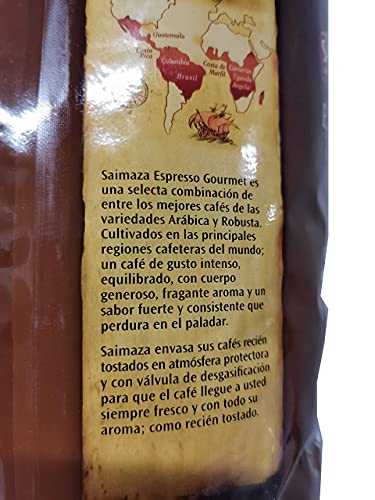 Guatemala
Costa
Rica
Colombia
Costa de
Marfil
Camerún
Uganda
Angola
Brasil
Saimaza Espresso Gourmet es
una selecta combinación de
entre los mejores cafés de las
variedades Arábica y Robusta.
Cultivados en las principales
regiones cafeteras del mundo;
un café de gusto intenso,
equilibrado, con cuerpo
generoso, fragante aroma y un
sabor fuerte y consistente que
perdura en el paladar.
Saimaza envasa sus cafés recién
tostados en atmósfera protectora
y con válvula de desgasificación
para que el café llegue a usted
siempre fresco y con todo su
aroma; como recién tostado.